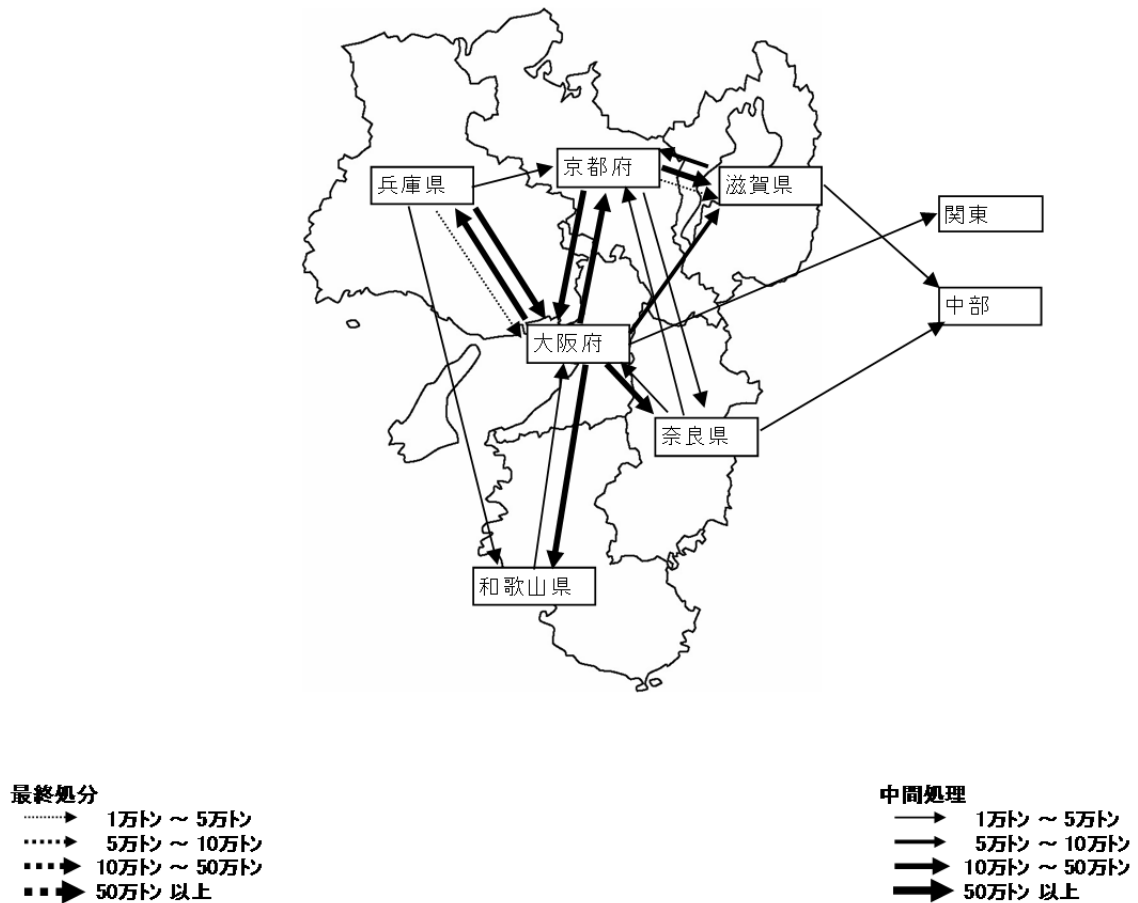 京都府
兵庫県
滋賀県
関東
中部
大阪府
奈良県
和歌山県
最終処分
1万トン ～ 5万トン
5万トン ～ 10万トン
10万トン ～ 50万トン
50万トン 以上
中間処理
1万トン ～ 5万トン
5万トン ～ 10万トン
10万トン ～ 50万トン
50万トン 以上